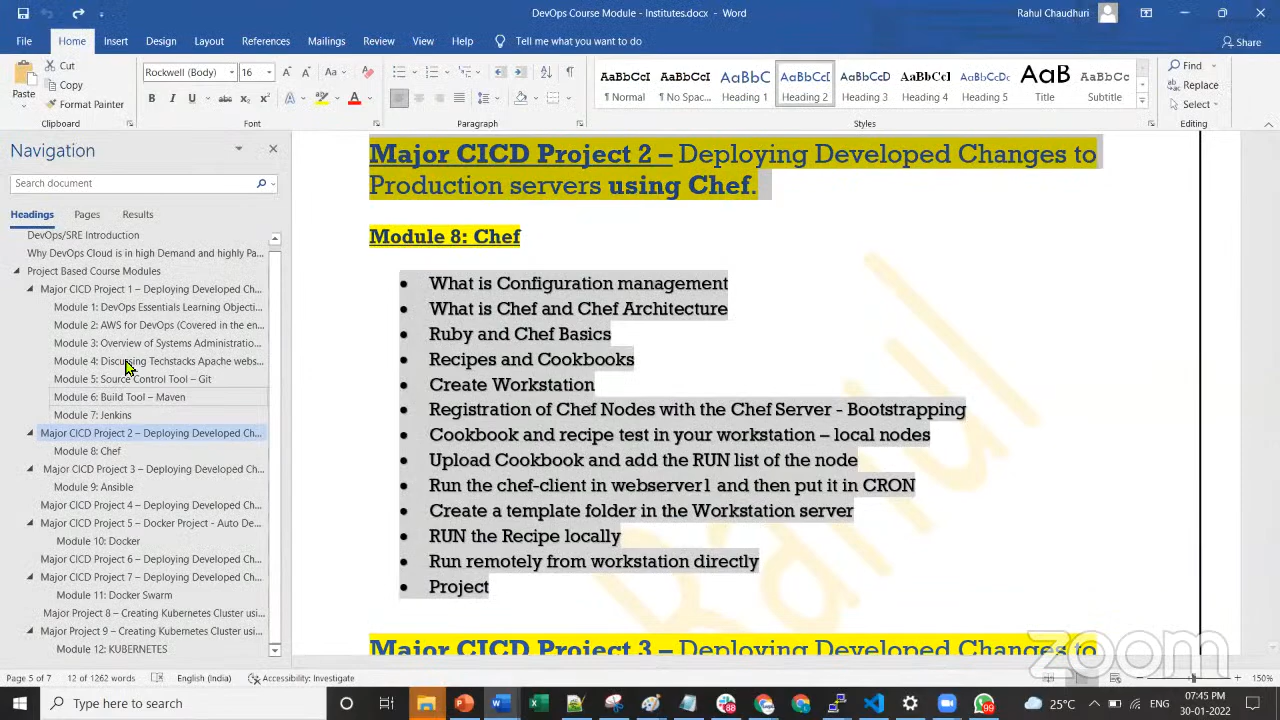 DevOps Course Module - Institutes.docx - Word
Rahul Chaudhuri
File Home Insert Design Layout References Mailings Review View Help Tell me what you want to do Share
Paste
Cut
Copy
Format Painter
Clipboard
Rockwell (Body) 16
Font
Paragraph
AaBbCcI AaBbCcI AaBbC AaBbCcI AaBbCcD AaBbCcI AaBbCcDc AaB AaBbCcC
¶ Normal ¶ No Spac... Heading 1 Heading 2 Heading 3 Heading 4 Heading 5 Title Subtitle
Styles
Find
Replace
Select
Editing
Navigation
Search document
Headings Pages Results
DevOps/SRE Introduction
Why DevOps Cloud is in high Demand and highly Pa...
Project Based Course Modules
Major CICD Project 1 – Deploying Developed Ch...
Module 1: DevOps Essentials Learning Objecti...
Module 2: AWS for DevOps (Covered in the en...
Module 3: Overview of Systems Administratio...
Module 4: Discussing Techstacks Apache webs...
Module 5: Source Control Tool – Git
Module 6: Build Tool – Maven
Module 7: Jenkins
Major CICD Project 2 – Deploying Developed Ch...
Module 8: Chef
Major CICD Project 3 – Deploying Developed Ch...
Module 9: Ansible
Major CICD Project 4 – Deploying Developed Ch...
Major CICD Project 5 – Docker Project - Auto De...
Module 10: Docker
Major CICD Project 6 – Deploying Developed Ch...
Major CICD Project 7 – Deploying Developed Ch...
Module 11: Docker Swarm
Major Project 8 – Creating Kubernetes Cluster usi...
Major Project 9 – Creating Kubernetes Cluster usi...
Module 12: KUBERNETES
Major CICD Project 2 – Deploying Developed Changes to
Production servers using Chef.
Module 8: Chef
• What is Configuration management
• What is Chef and Chef Architecture
• Ruby and Chef Basics
• Recipes and Cookbooks
• Create Workstation
• Registration of Chef Nodes with the Chef Server - Bootstrapping
• Cookbook and recipe test in your workstation – local nodes
• Upload Cookbook and add the RUN list of the node
• Run the chef-client in webserver1 and then put it in CRON
• Create a template folder in the Workstation server
• RUN the Recipe locally
• Run remotely from workstation directly
• Project
Major CICD Project 3 – Deploying Developed Changes to
Rahul
zoom
Page 5 of 7 12 of 1262 words English (India) Accessibility: Investigate 150%
Type here to search
25°C
07:45 PM
30-01-2022